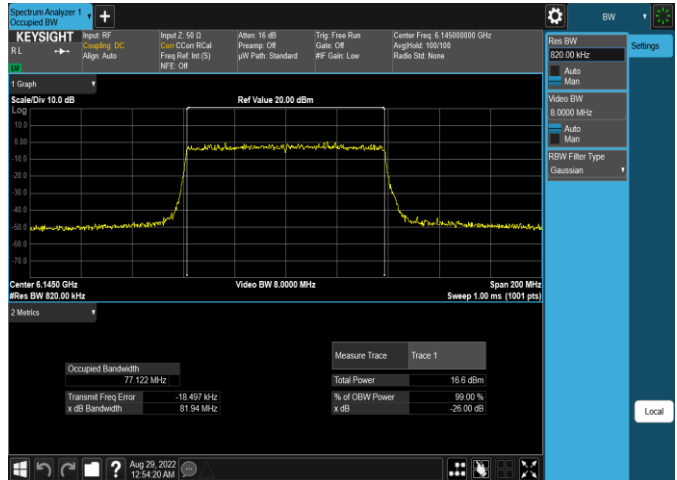 Spectrum Analyzer 1
Occupied BW
KEYSIGHT
R L
Input: RF
Coupling: DC
Align: Auto
Input Z: 50 Ω
Corr CCorr RCal
Freq Ref: Int (S)
NFE: Off
Atten: 16 dB
Preamp: Off
µW Path: Standard
Trig: Free Run
Gate: Off
#IF Gain: Low
Center Freq: 6.145000000 GHz
Avg|Hold: 100/100
Radio Std: None
1 Graph
Scale/Div 10.0 dB
Ref Value 20.00 dBm
Log
10.0
0.00
-10.0
-20.0
-30.0
-40.0
-50.0
-60.0
-70.0
Center 6.1450 GHz
Video BW 8.0000 MHz
Span 200 MHz
#Res BW 820.00 kHz
Sweep 1.00 ms (1001 pts)
2 Metrics
Measure Trace
Trace 1
Occupied Bandwidth
77.122 MHz
Total Power
16.6 dBm
Transmit Freq Error
-18.497 kHz
% of OBW Power
99.00 %
x dB Bandwidth
81.94 MHz
x dB
-26.00 dB
BW
Res BW
820.00 kHz
Auto
Man
Video BW
8.0000 MHz
Auto
Man
RBW Filter Type
Gaussian
Settings
Local
?
Aug 29, 2022
12:54:20 AM